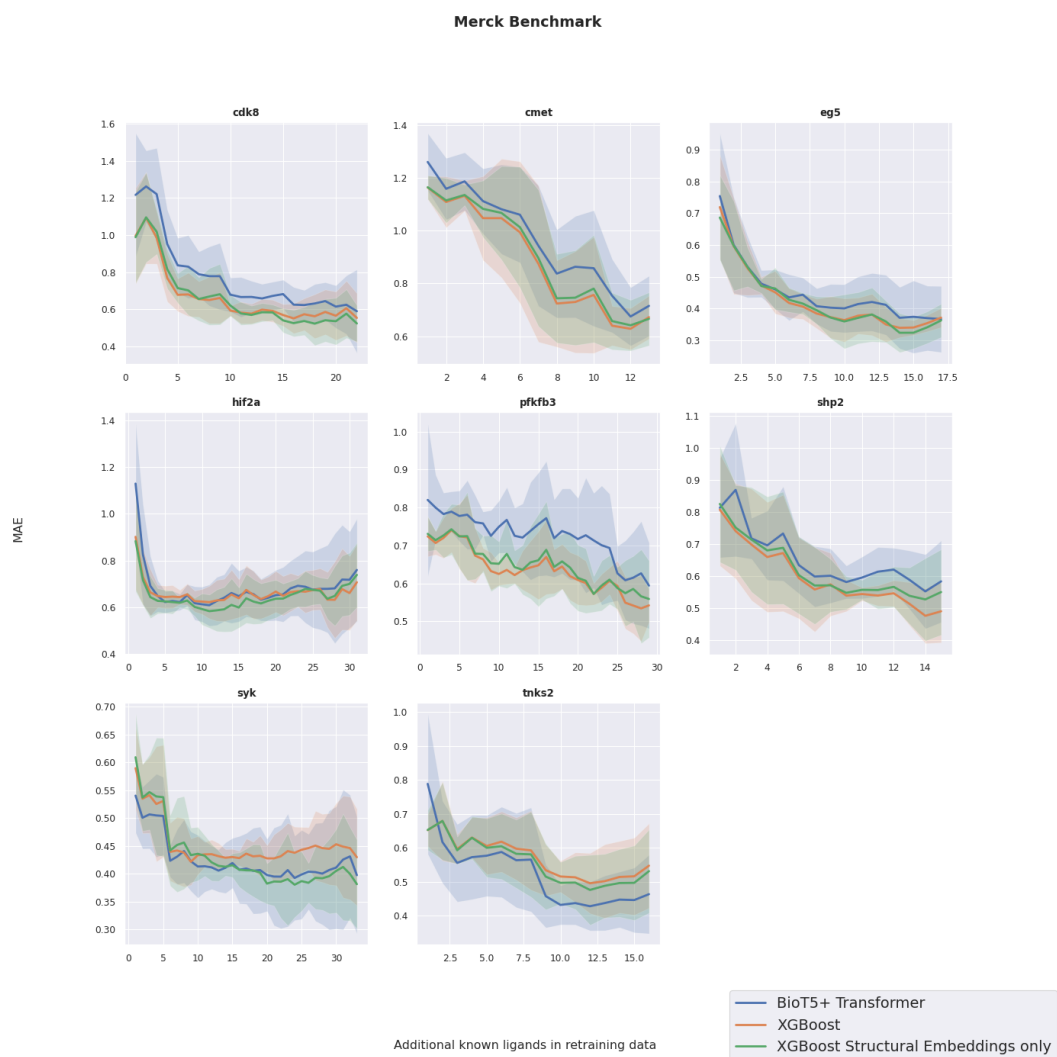 Merck Benchmark
cdk8
1.6
1.4
1.2
1.0
0.8
0.6
0.4
0 5 10 15 20
cmet
1.4
1.2
1.0
0.8
0.6
2 4 6 8 10 12
eg5
0.9
0.8
0.7
0.6
0.5
0.4
0.3
2.5 5.0 7.5 10.0 12.5 15.0 17.5
hif2a
1.4
1.2
1.0
0.8
0.6
0.4
0 5 10 15 20 25 30
pfkfb3
1.0
0.9
0.8
0.7
0.6
0.5
0 5 10 15 20 25 30
shp2
1.1
1.0
0.9
0.8
0.7
0.6
0.5
0.4
2 4 6 8 10 12 14
MAE
syk
0.70
0.65
0.60
0.55
0.50
0.45
0.40
0.35
0.30
0 5 10 15 20 25 30
tnks2
1.0
0.9
0.8
0.7
0.6
0.5
0.4
2.5 5.0 7.5 10.0 12.5 15.0
BioT5+ Transformer
XGBoost
XGBoost Structural Embeddings only
Additional known ligands in retraining data